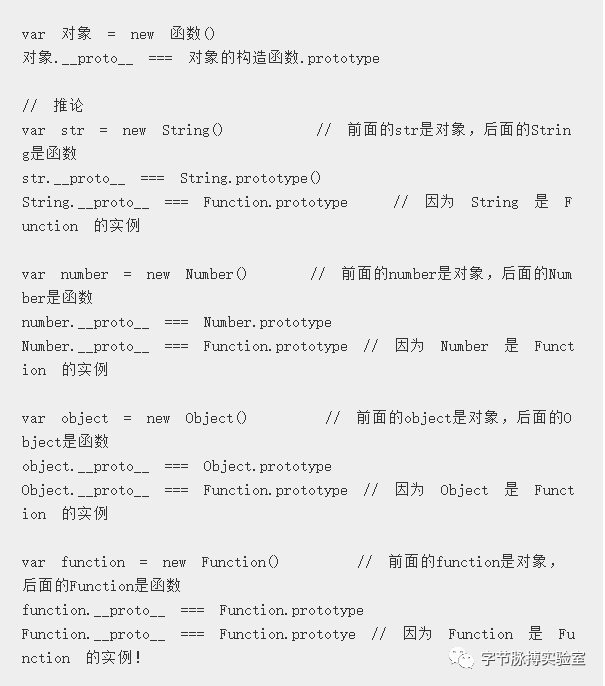 var 对象 = new 函数()
对象.__proto__ === 对象的构造函数.prototype
// 推论
var str = new String() // 前面的str是对象，后面的Strin
g是函数
str.__proto__ === String.prototype()
String.__proto__ === Function.prototype // 因为 String 是 F
unction 的实例
var number = new Number() // 前面的number是对象，后面的Num
ber是函数
number.__proto__ === Number.prototype
Number.__proto__ === Function.prototype // 因为 Number 是 Funct
ion 的实例
var object = new Object() // 前面的object是对象，后面的O
bject是函数
object.__proto__ === Object.prototype
Object.__proto__ === Function.prototype // 因为 Object 是 Funct
ion 的实例
var function = new Function() // 前面的function是对象，
后面的Function是函数
function.__proto__ === Function.prototype
Function.__proto__ === Function.prototye // 因为 Function 是 Fu
nction 的实例！
字节脉搏实验室